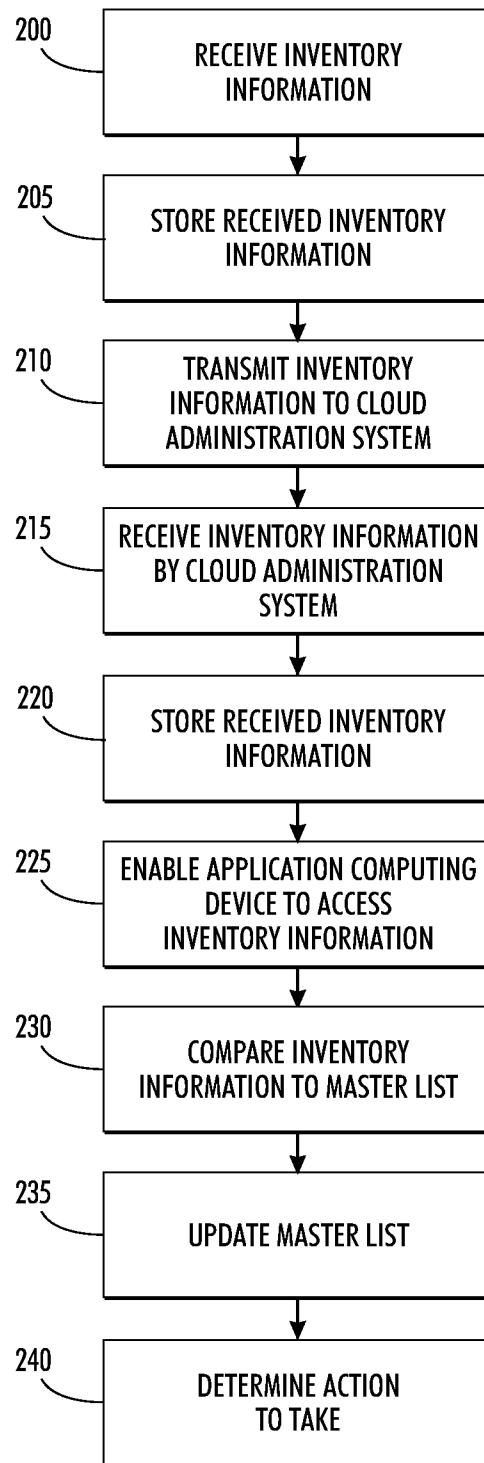 200
RECEIVE INVENTORY
INFORMATION
205
STORE RECEIVED INVENTORY
INFORMATION
210
TRANSMIT INVENTORY
INFORMATION TO CLOUD
ADMINISTRATION SYSTEM
215
RECEIVE INVENTORY INFORMATION
BY CLOUD ADMINISTRATION
SYSTEM
220
STORE RECEIVED INVENTORY
INFORMATION
225
ENABLE APPLICATION COMPUTING
DEVICE TO ACCESS
INVENTORY INFORMATION
230
COMPARE INVENTORY
INFORMATION TO MASTER LIST
235
UPDATE MASTER LIST
240
DETERMINE ACTION
TO TAKE